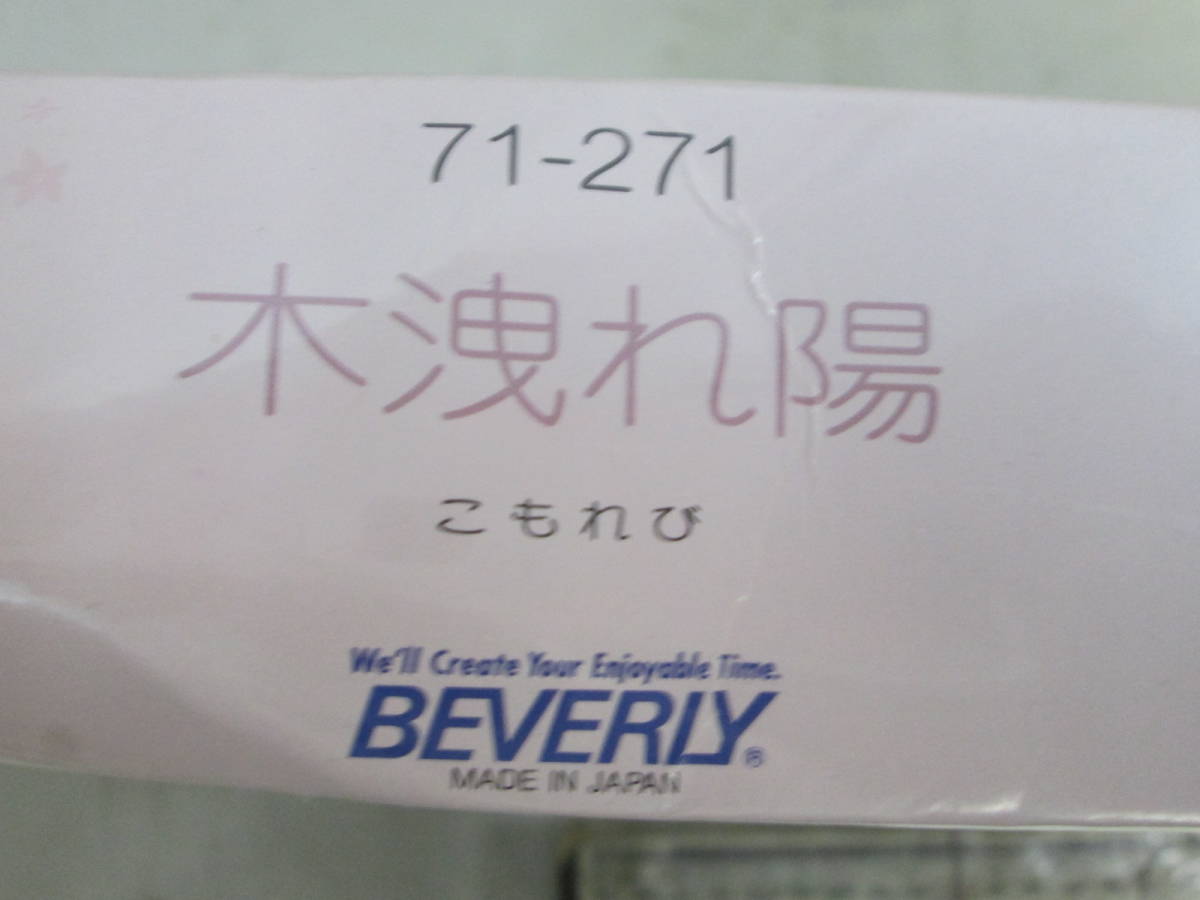 71-271
木洩れ陽
こもれび
We'll Create Your Enjoyable Time.
BEVERLY®
MADE IN JAPAN